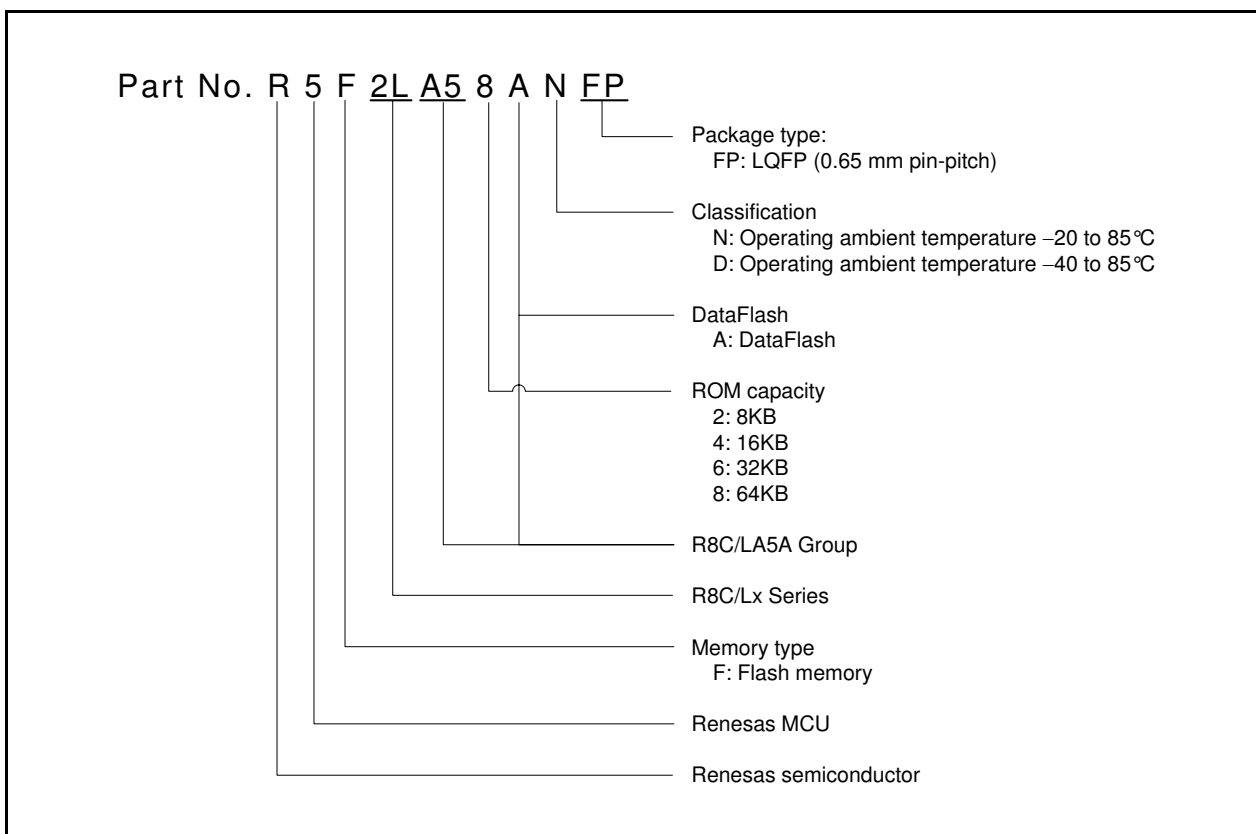 Part No. R 5 F 2L A5 8 A N FP
Package type:
FP: LQFP (0.65 mm pin-pitch)
Classification
N: Operating ambient temperature −20 to 85°C
D: Operating ambient temperature −40 to 85°C
DataFlash
A: DataFlash
ROM capacity
2: 8KB
4: 16KB
6: 32KB
8: 64KB
R8C/LA5A Group
R8C/Lx Series
Memory type
F: Flash memory
Renesas MCU
Renesas semiconductor